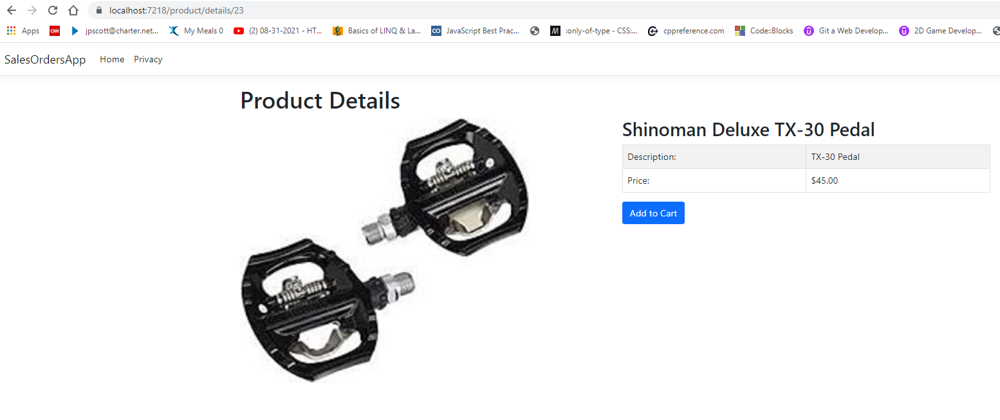 localhost:7218/product/details/23
Apps CNN jpscott@charter.net... My Meals 0 (2) 08-31-2021 - HT... Basics of LINQ & La... JavaScript Best Prac... M :only-of-type - CSS:... cppreference.com Code::Blocks Git a Web Develop... 2D Game Develop...
SalesOrdersApp Home Privacy
Product Details
Shinoman Deluxe TX-30 Pedal
Description: TX-30 Pedal
Price: $45.00
Add to Cart